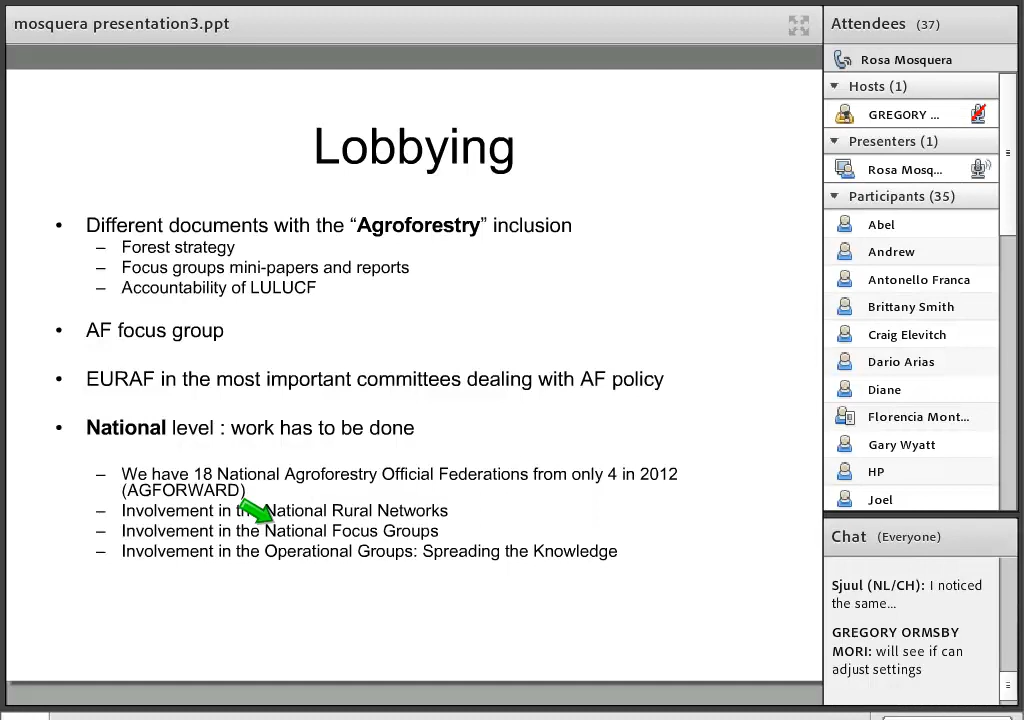 mosquera presentation3.ppt
Lobbying
• Different documents with the “Agroforestry” inclusion
– Forest strategy
– Focus groups mini-papers and reports
– Accountability of LULUCF
• AF focus group
• EURAF in the most important committees dealing with AF policy
• National level : work has to be done
– We have 18 National Agroforestry Official Federations from only 4 in 2012
(AGFORWARD)
– Involvement in the National Rural Networks
– Involvement in the National Focus Groups
– Involvement in the Operational Groups: Spreading the Knowledge
Attendees (37)
Rosa Mosquera
Hosts (1)
GREGORY ...
Presenters (1)
Rosa Mosq...
Participants (35)
Abel
Andrew
Antonello Franca
Brittany Smith
Craig Elevitch
Dario Arias
Diane
Florencia Mont...
Gary Wyatt
HP
Joel
Chat (Everyone)
Sjuul (NL/CH): I noticed
the same...
GREGORY ORMSBY
MORI: will see if can
adjust settings